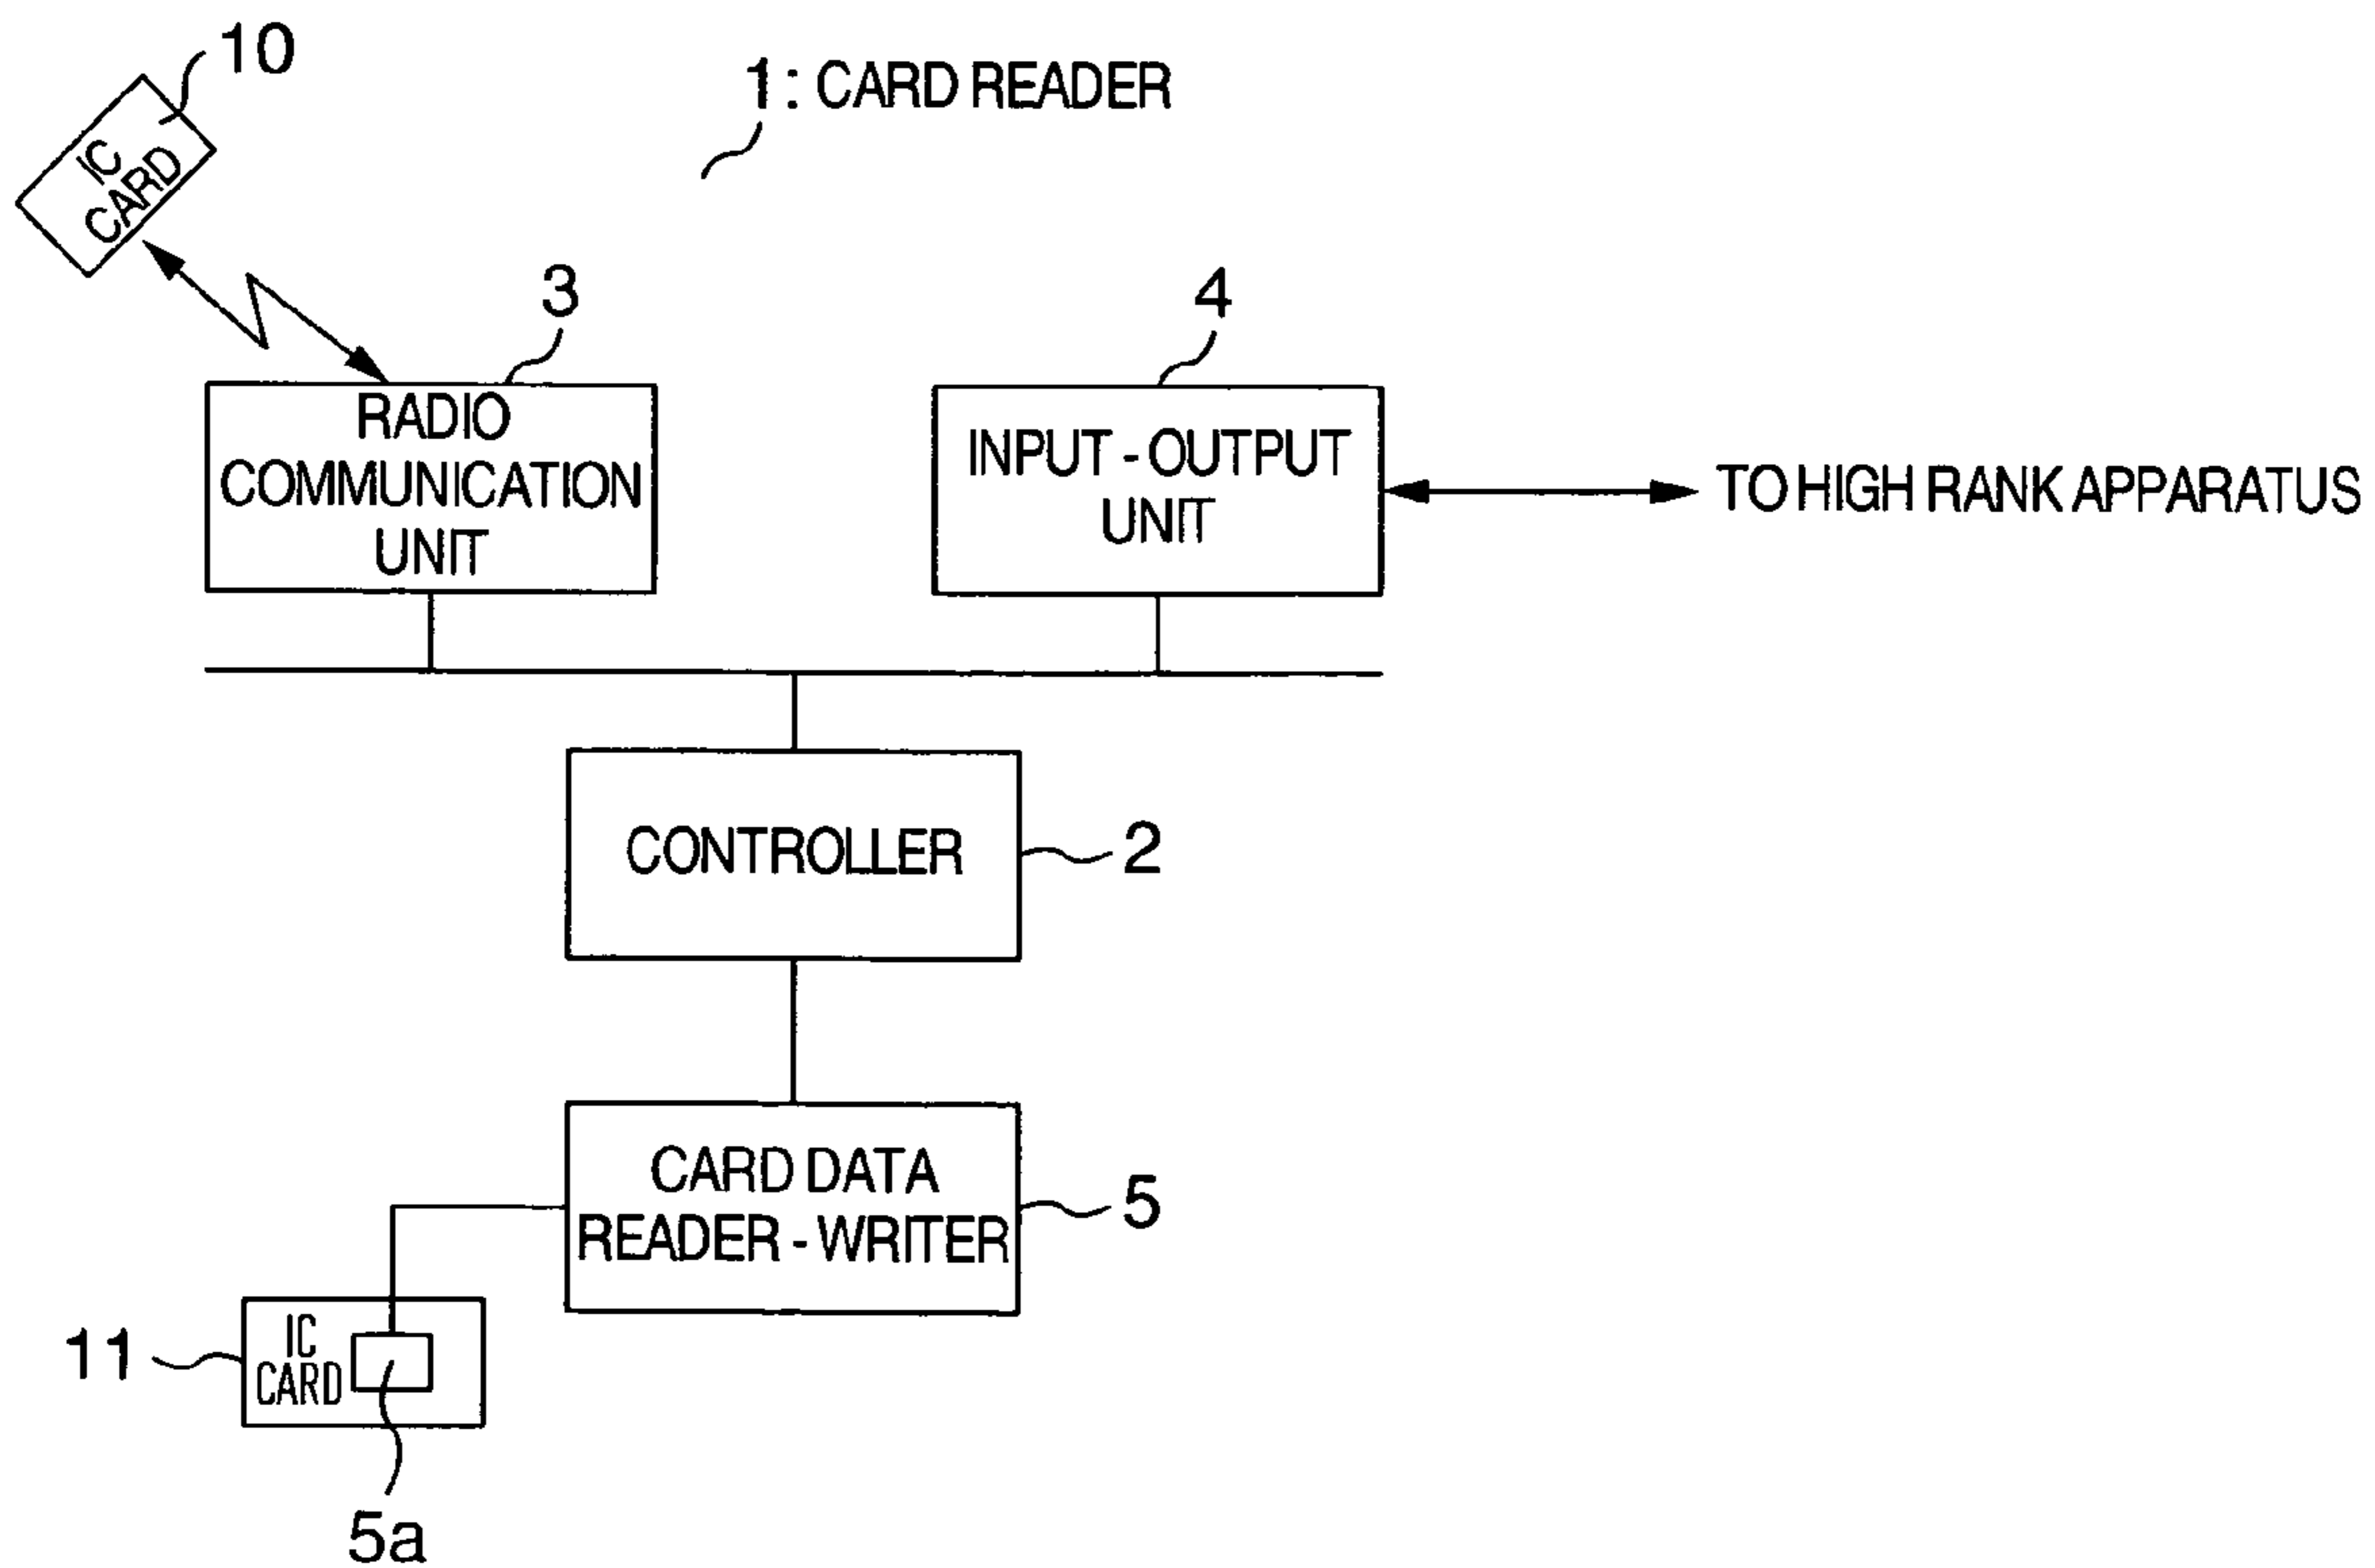 10
1 : CARD READER
IC
CARD
3
4
RADIO
COMMUNICATION
UNIT
INPUT - OUTPUT
UNIT
TO HIGH RANK APPARATUS
CONTROLLER
2
CARD DATA
READER - WRITER
5
11
IC
CARD
5a